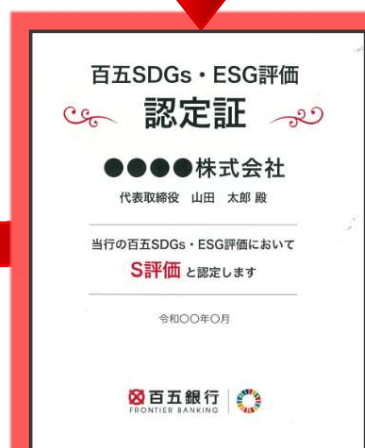 百五SDGs・ESG評価
認定証
●●●●株式会社
代表取締役 山田 太郎 殿
当行の百五SDGs・ESG評価において
S評価 と認定します
令和〇〇年〇月
百五銀行
FRONTIER BANKING